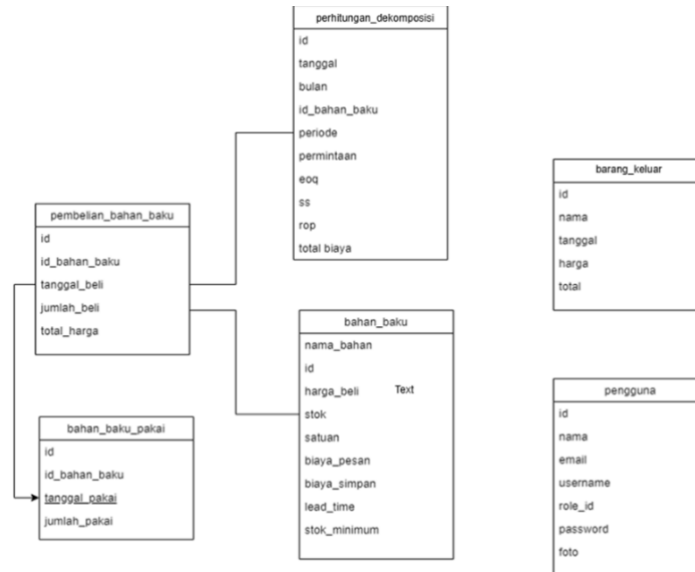 perhitungan_dekomposisi
id
tanggal
bulan
id_bahan_baku
periode
permintaan
eoq
ss
rop
total biaya
barang_keluar
id
nama
tanggal
harga
total
pembelian_bahan_baku
id
id_bahan_baku
tanggal_beli
jumlah_beli
total_harga
bahan_baku
nama_bahan
id
harga_beli Text
stok
satuan
biaya_pesan
biaya_simpan
lead_time
stok_minimum
bahan_baku_pakai
id
id_bahan_baku
tanggal_pakai
jumlah_pakai
pengguna
id
nama
email
username
role_id
password
foto